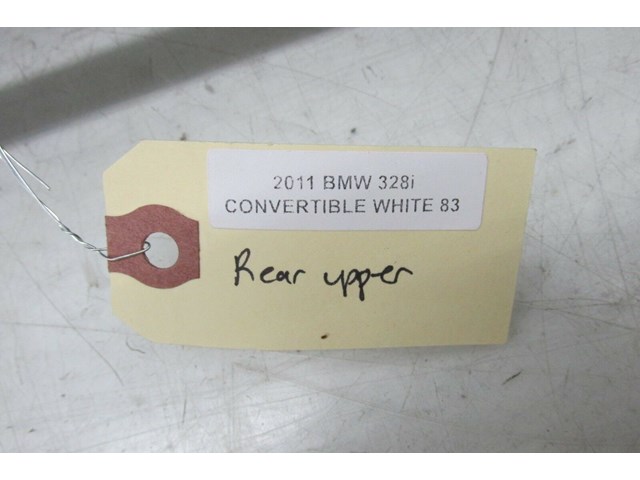 2011 BMW 328i
CONVERTIBLE WHITE 83
Rear upper